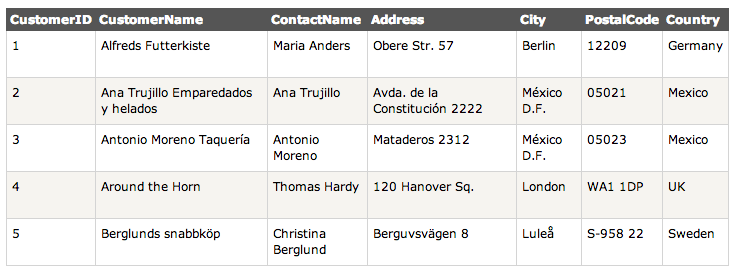 CustomerID CustomerName ContactName Address City PostalCode Country
1 Alfreds Futterkiste Maria Anders Obere Str. 57 Berlin 12209 Germany
2 Ana Trujillo Emparedados y helados Ana Trujillo Avda. de la Constitución 2222 México D.F. 05021 Mexico
3 Antonio Moreno Taquería Antonio Moreno Mataderos 2312 México D.F. 05023 Mexico
4 Around the Horn Thomas Hardy 120 Hanover Sq. London WA1 1DP UK
5 Berglunds snabbköp Christina Berglund Berguvsvägen 8 Luleå S-958 22 Sweden